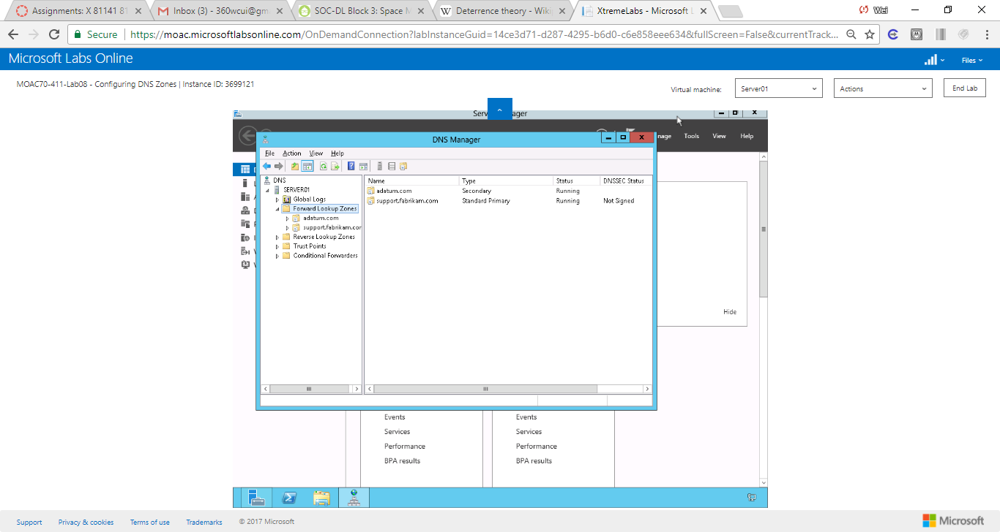 Assignments: X 81141 81
Inbox (3) - 360wcui@gm
SOC-DL Block 3: Space M
Deterrence theory - Wiki
XtremeLabs - Microsoft L
Wei
Secure
https://moac.microsoftlabsonline.com/OnDemandConnection?labInstanceGuid=14ce3d71-d287-4295-b6d0-c6e858eee634&fullScreen=False&currentTrack...
Microsoft Labs Online
Files
MOAC70-411-Lab08 - Configuring DNS Zones | Instance ID: 3699121
Virtual machine:
Server01
Actions
End Lab
Serv
ager
nage
Tools
View
Help
DNS Manager
File
Action
View
Help
DNS
SERVER01
Global Logs
Forward Lookup Zones
adatum.com
support.fabrikam.cor
Reverse Lookup Zones
Trust Points
Conditional Forwarders
Name Type Status DNSSEC Status
adatum.com Secondary Running
support.fabrikam.com Standard Primary Running Not Signed
Hide
Events
Services
Performance
BPA results
Events
Services
Performance
BPA results
Support
Privacy & cookies
Terms of use
Trademarks
© 2017 Microsoft
Microsoft